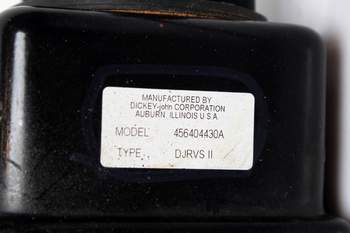 MANUFACTURED BY
DICKEY-john CORPORATION
AUBURN, ILLINOIS U.S.A.
MODEL 456404430A
TYPE DJRVS II